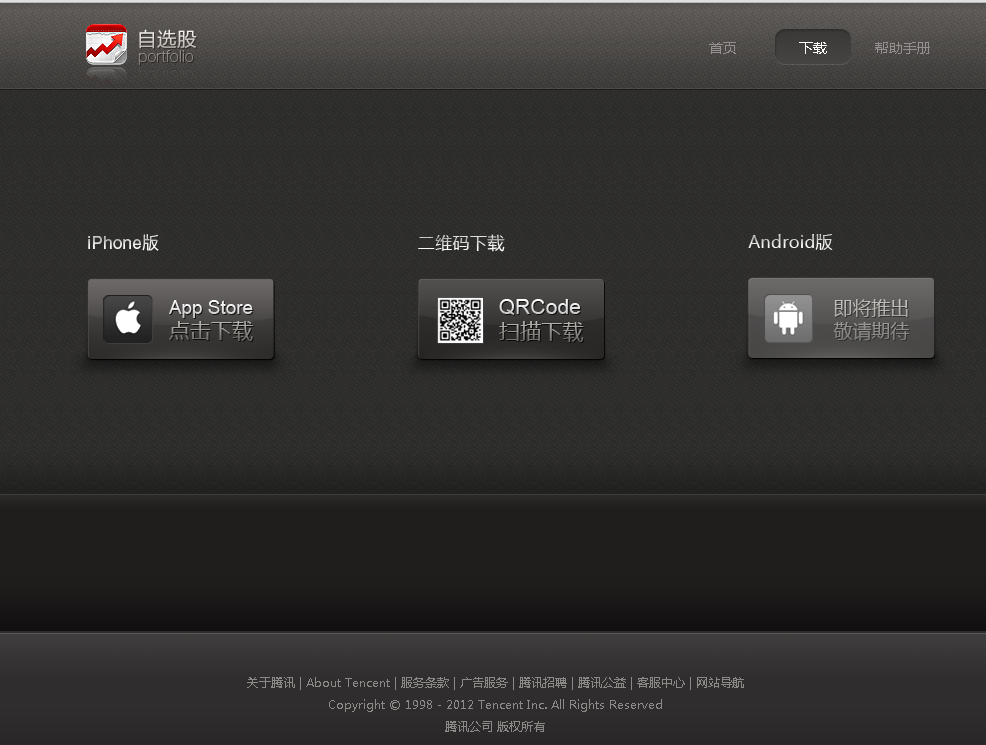 自选股
portfolio
首页
下载
帮助手册
iPhone版
App Store
点击下载
二维码下载
QRCode
扫描下载
Android版
即将推出
敬请期待
关于腾讯 | About Tencent | 服务条款 | 广告服务 | 腾讯招聘 | 腾讯公益 | 客服中心 | 网站导航
Copyright © 1998 - 2012 Tencent Inc. All Rights Reserved
腾讯公司 版权所有